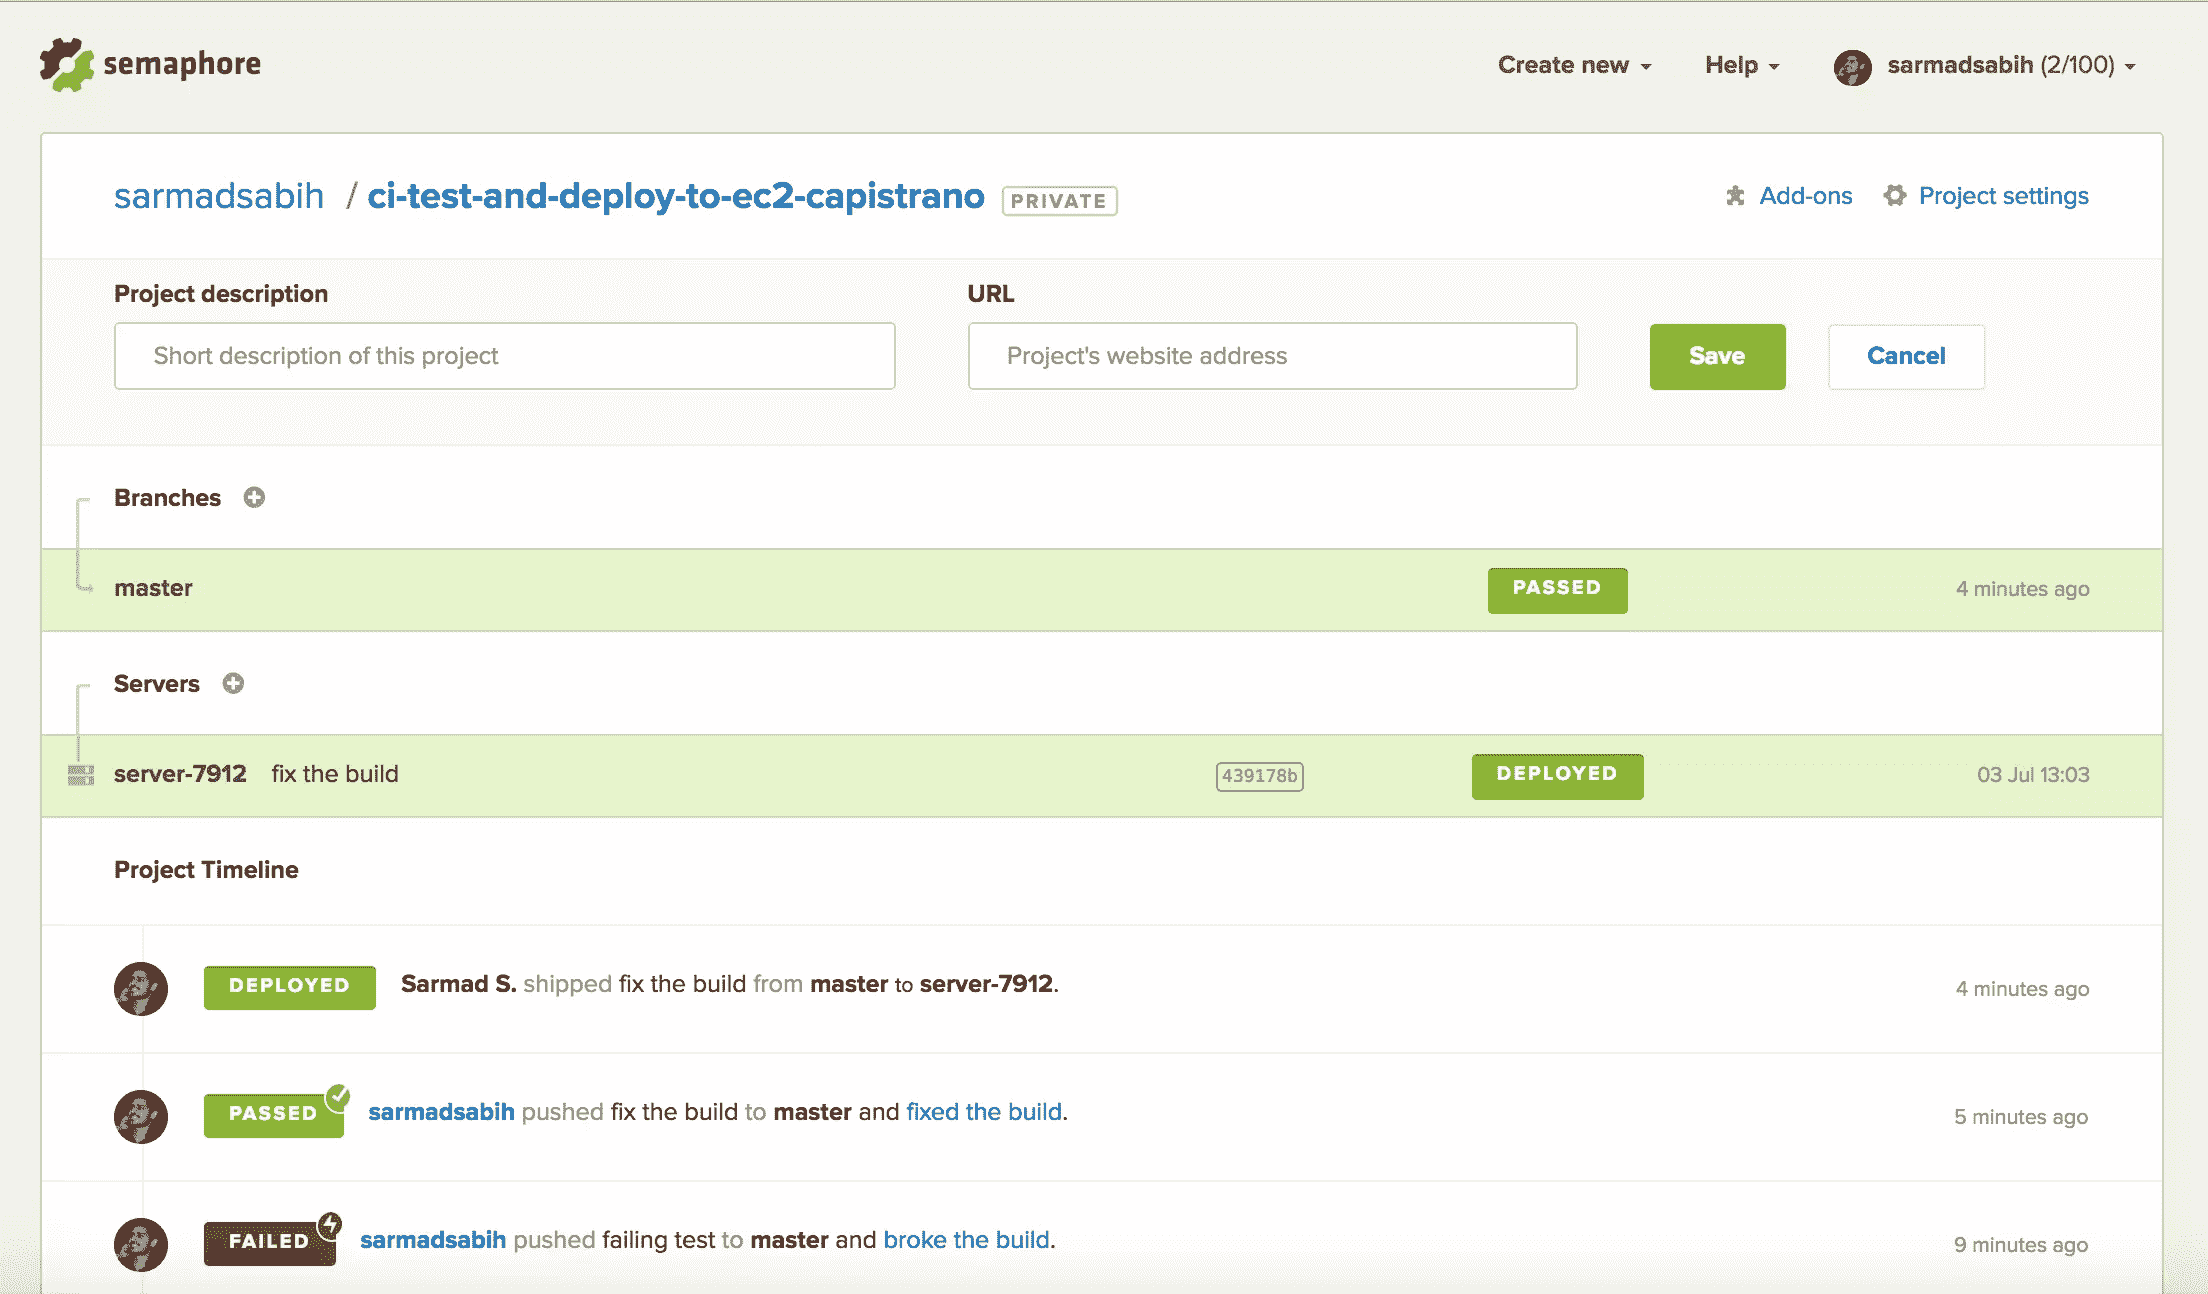 semaphore
Create new Help sarmadsabih (2/100)
sarmadsabih / ci-test-and-deploy-to-ec2-capistrano PRIVATE Add-ons Project settings
Project description URL
Short description of this project Project's website address Save Cancel
Branches
master PASSED 4 minutes ago
Servers
server-7912 fix the build 439178b DEPLOYED 03 Jul 13:03
Project Timeline
DEPLOYED Sarmad S. shipped fix the build from master to server-7912. 4 minutes ago
PASSED sarmadsabih pushed fix the build to master and fixed the build. 5 minutes ago
FAILED sarmadsabih pushed failing test to master and broke the build. 9 minutes ago